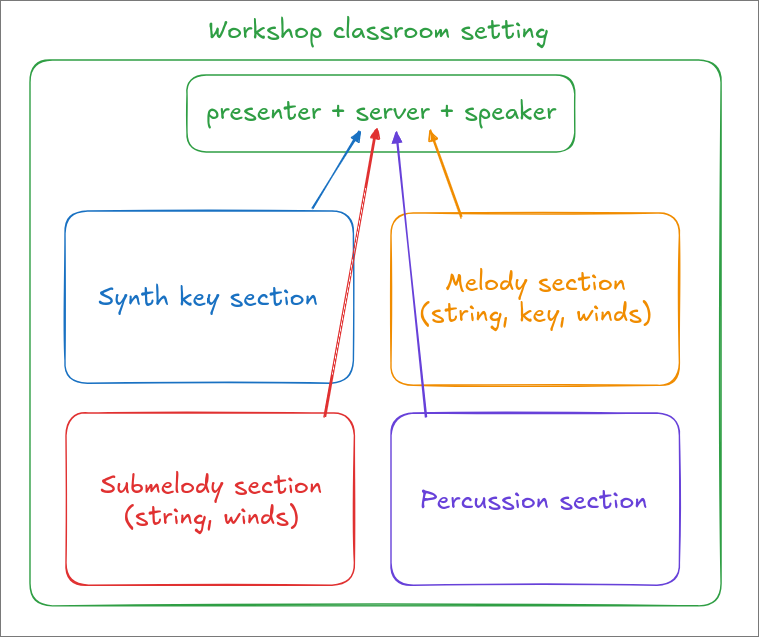 Workshop classroom setting
presenter + server + speaker
Synth key section
Melody section
(string, key, winds)
Submelody section
(string, winds)
Percussion section